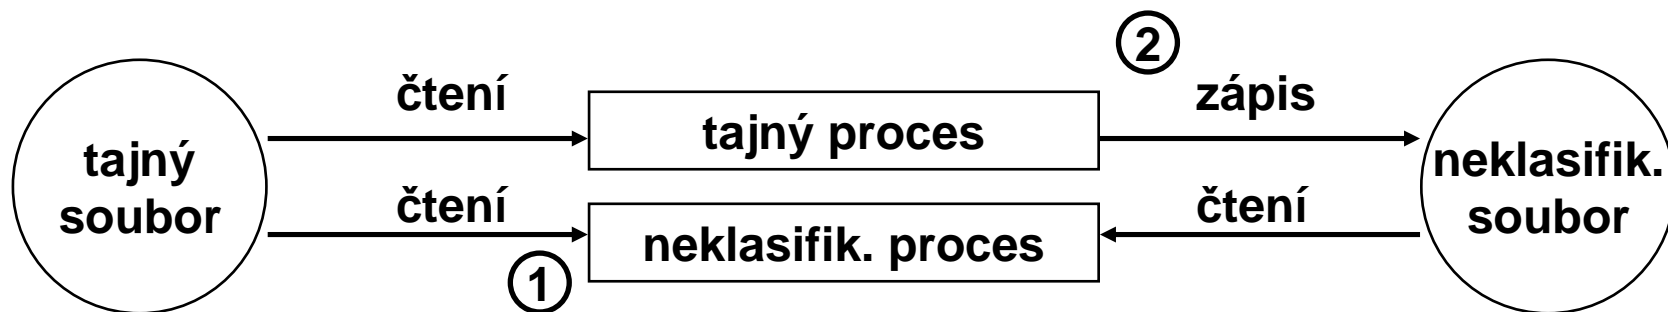 2
čtení
zápis
tajný proces
tajný
soubor
neklasifik.
soubor
čtení
čtení
neklasifik. proces
1